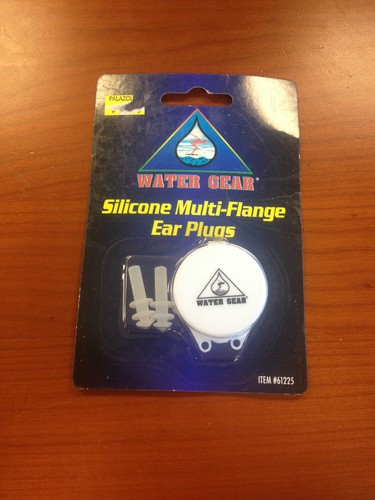 PALAZOL
WATER GEAR®
Silicone Multi-Flange
Ear Plugs
WATER GEAR
ITEM #61225